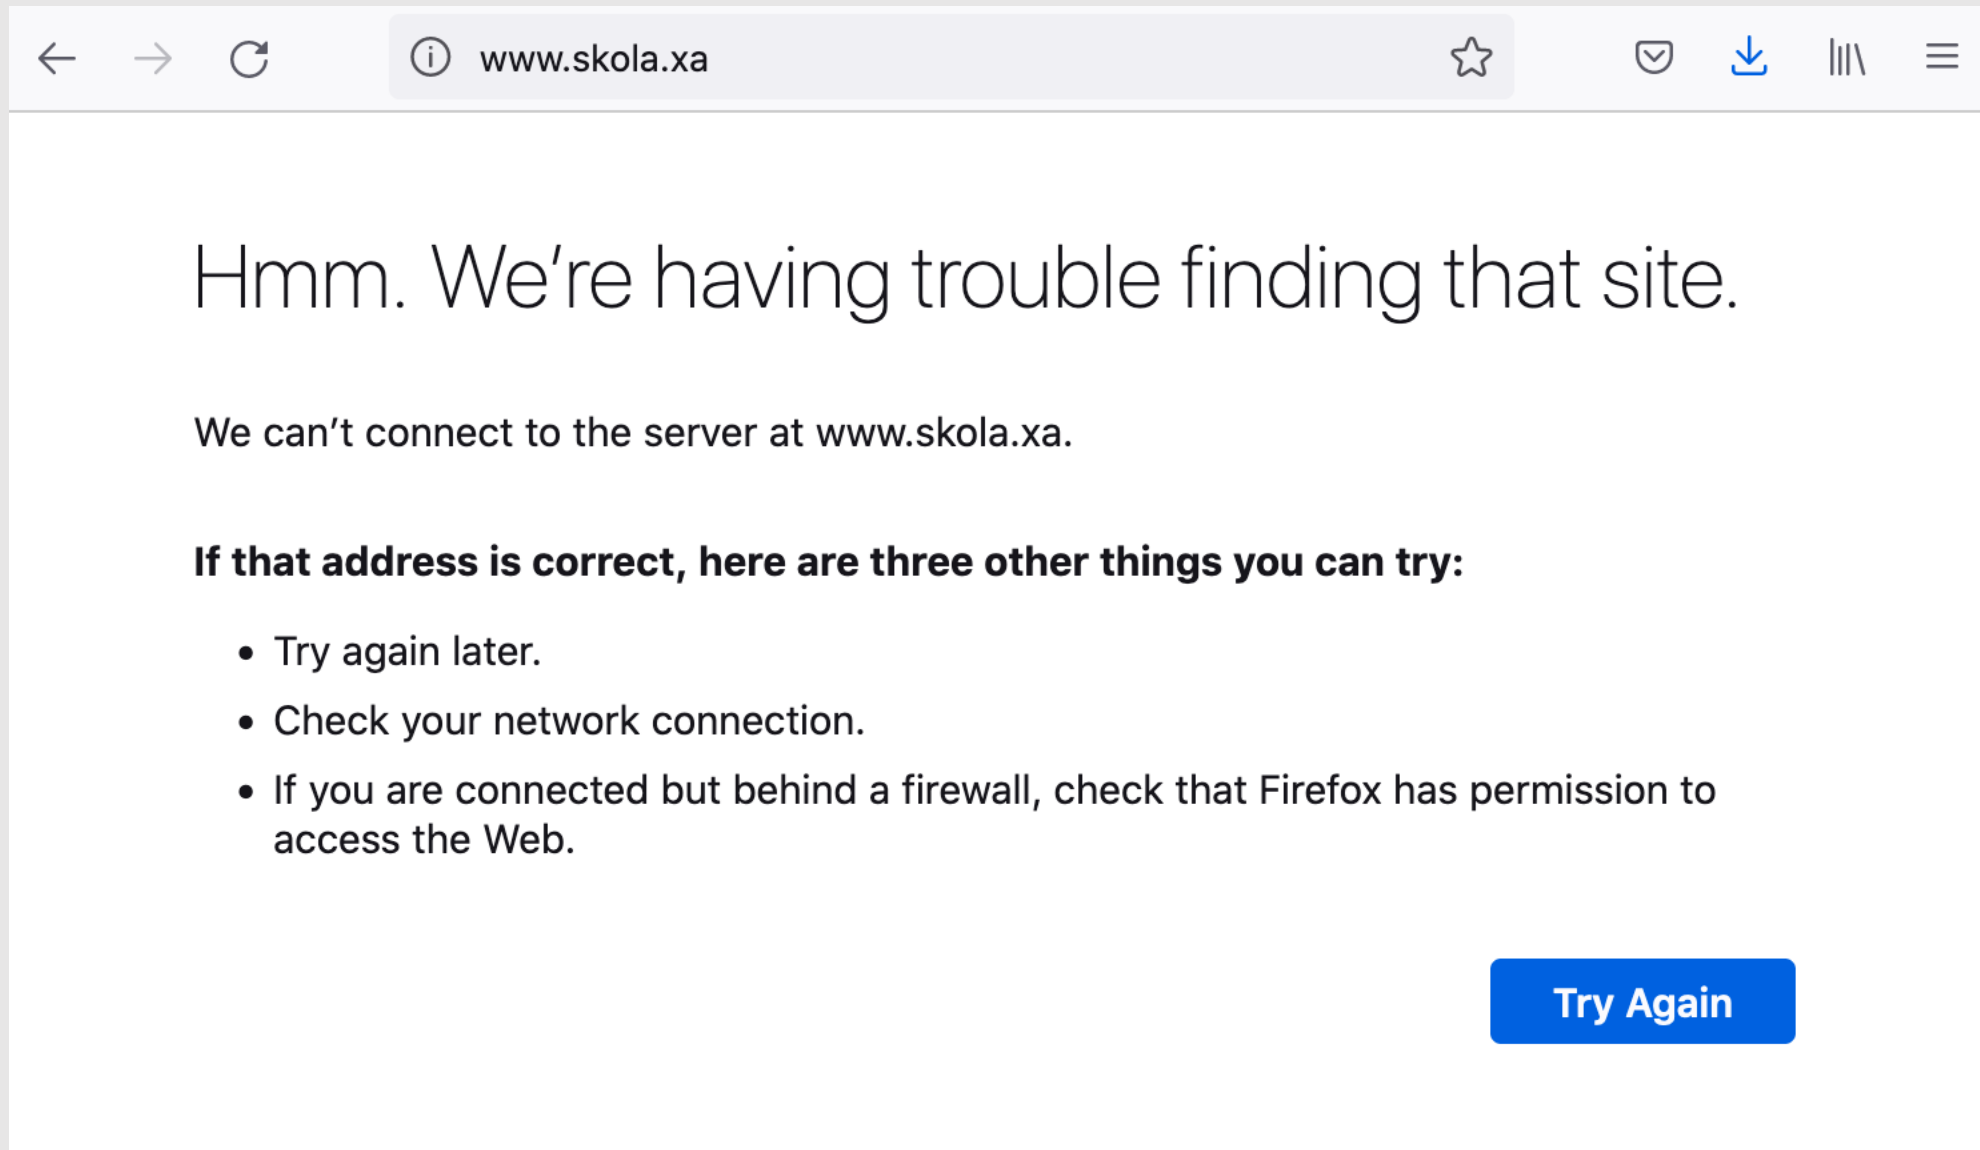 www.skola.xa
Hmm. We’re having trouble finding that site.
We can’t connect to the server at www.skola.xa.
If that address is correct, here are three other things you can try:
• Try again later.
• Check your network connection.
• If you are connected but behind a firewall, check that Firefox has permission to
access the Web.
Try Again